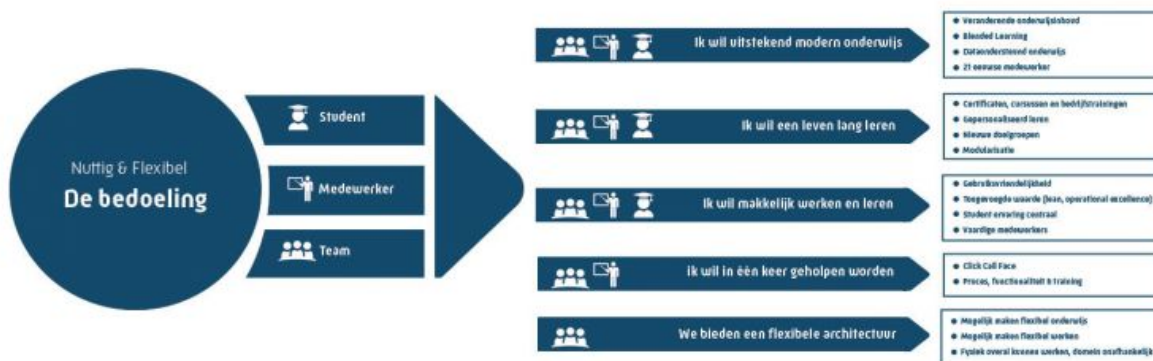 Nuttig & Flexibel
De bedoeling
Student
Medewerker
Team
Ik wil uitstekend modern onderwijs
Veranderende onderwijsinhoud
Blended Learning
Dataondersteund onderwijs
21 eeuwse medewerker
Ik wil een leven lang leren
Certificaten, cursussen en bedrijfstrainingen
Gepersonaliseerd leren
Nieuwe doelgroepen
Modularisatie
Ik wil makkelijk werken en leren
Gebruiksvriendelijkheid
Toegevoegde waarde (lean, operational excellence)
Student ervaring centraal
Vaardige medewerkers
ik wil in één keer geholpen worden
Click Call Face
Proces, functionaliteit & training
We bieden een flexibele architectuur
Mogelijk maken flexibel onderwijs
Mogelijk maken flexibel werken
Fysiek overal kunnen werken, domein onafhankelijk